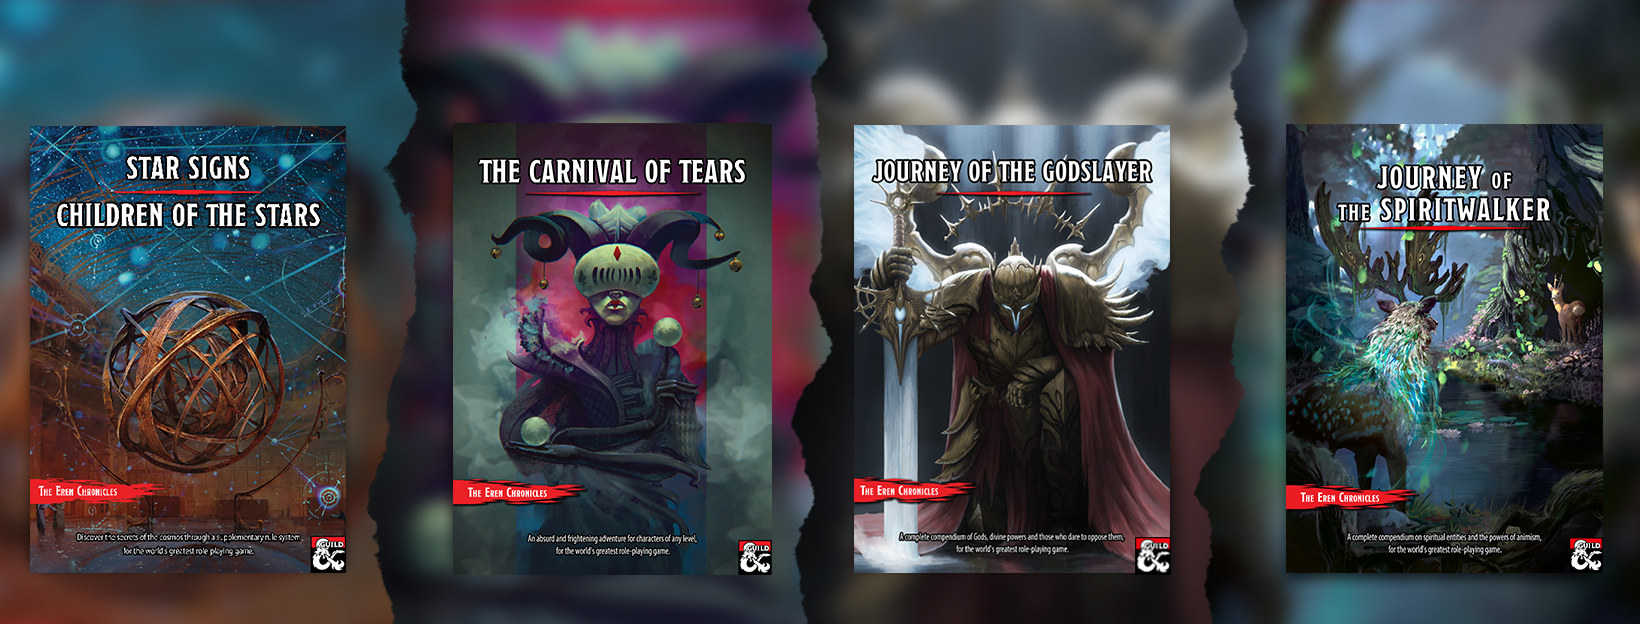 STAR SIGNS
CHILDREN OF THE STARS
The Eren Chronicles
Discover the secrets of the cosmos through a supplementary rule system
for the world's greatest role-playing game.
GUILD
THE CARNIVAL OF TEARS
The Eren Chronicles
An absurd and frightening adventure for characters of any level,
for the world's greatest role-playing game.
GUILD
JOURNEY OF THE GODSLAYER
The Eren Chronicles
A complete compendium of Gods, divine powers and those who dare to oppose them,
for the world's greatest role-playing game.
GUILD
JOURNEY OF
THE SPIRITWALKER
The Eren Chronicles
A complete compendium on spiritual entities and the powers of animism,
for the world's greatest role-playing game.
GUILD